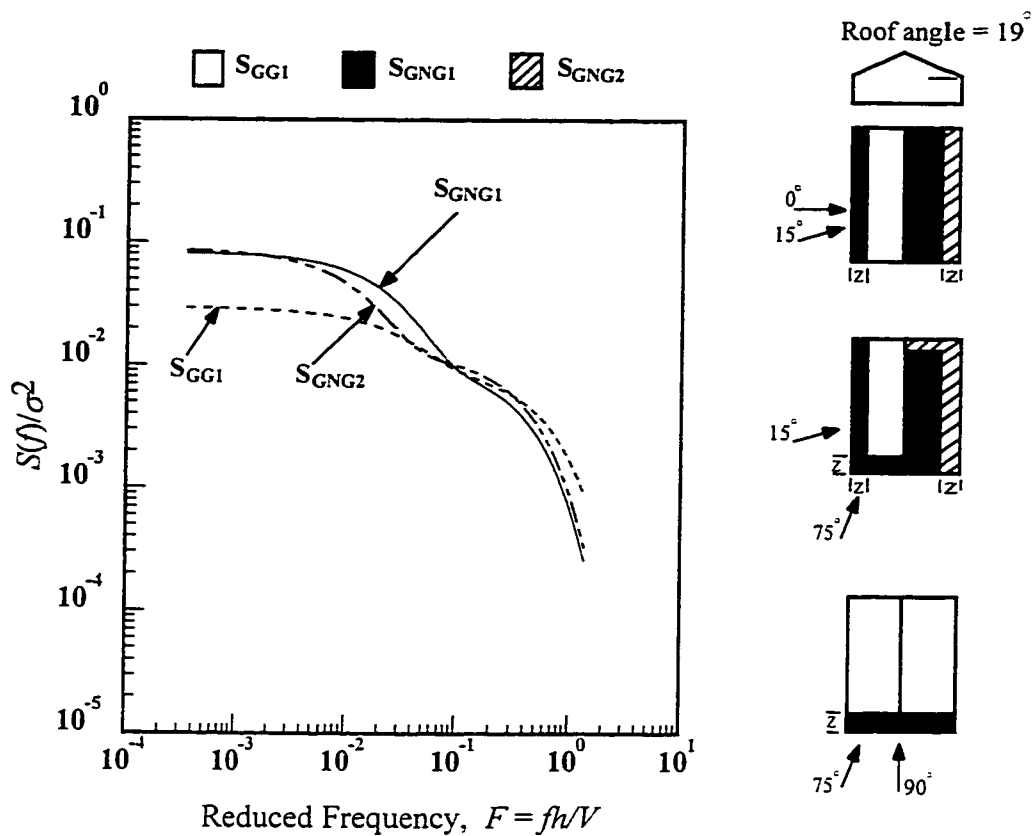 Roof angle = 19°
S_GG1 S_GNG1 S_GNG2
10^0
10^-1
10^-2
10^-3
10^-4
10^-5
S(f)/σ^2
S_GNG1
S_GG1
S_GNG2
10^-4 10^-3 10^-2 10^-1 10^0 10^1
Reduced Frequency, F = fh/V
0°
15°
z z
15°
z
z z
75°
z
75° 90°